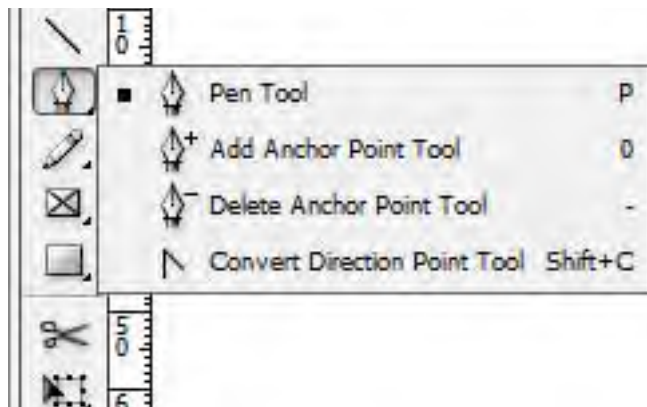 1
0
Pen Tool P
Add Anchor Point Tool 0
Delete Anchor Point Tool -
Convert Direction Point Tool Shift+C
5
0
6